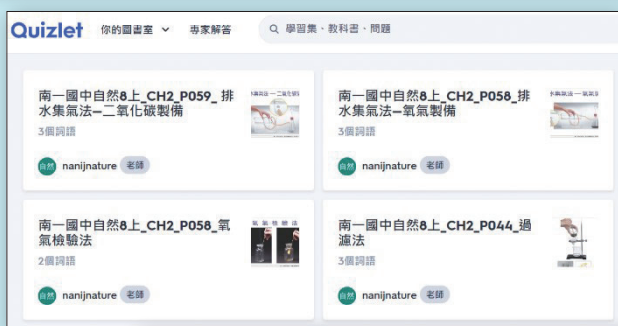 Quizlet 你的圖書室 專家解答 學習集、教科書、問題
南一國中自然8上_CH2_P059_ 排
水集氣法—二氧化碳製備
3個詞語
自然 nanijnature 老師
南一國中自然8上_CH2_P058_排
水集氣法—氧氣製備
3個詞語
自然 nanijnature 老師
南一國中自然8上_CH2_P058_氧
氣檢驗法
2個詞語
氧氣檢驗法
自然 nanijnature 老師
南一國中自然8上_CH2_P044_過
濾法
3個詞語
自然 nanijnature 老師